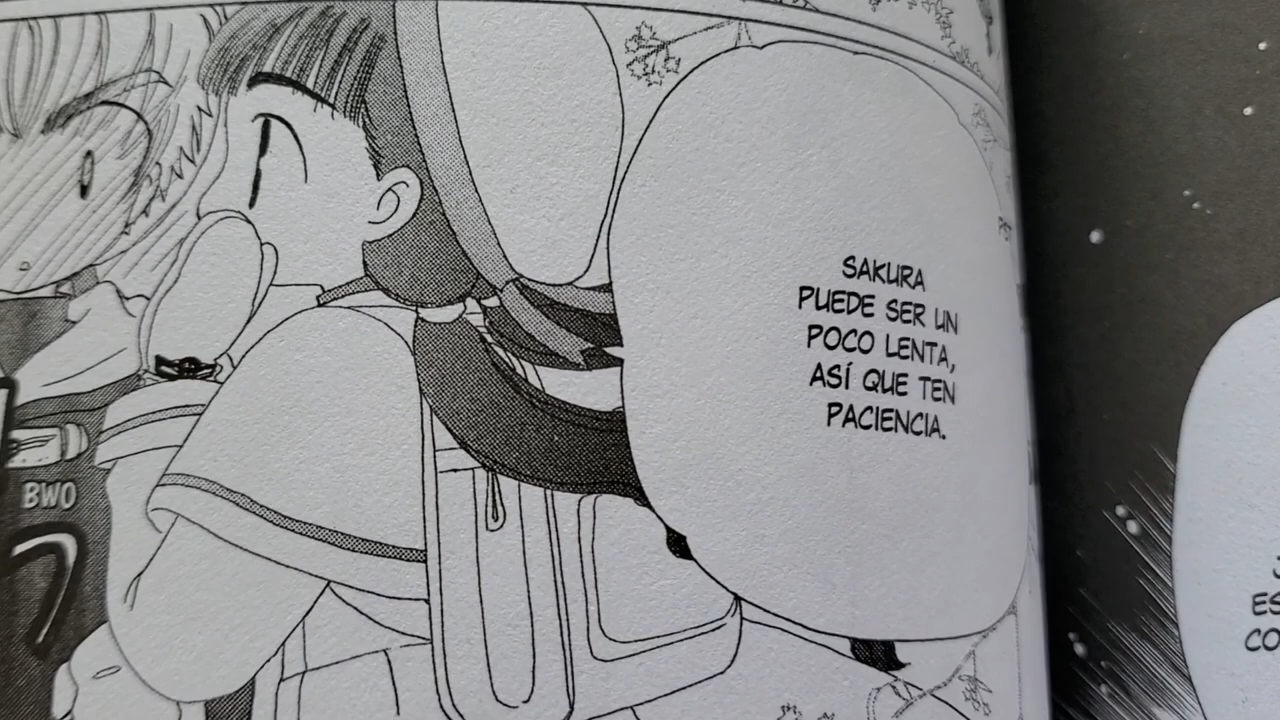 SAKURA
PUEDE SER UN
POCO LENTA,
ASÍ QUE TEN
PACIENCIA.
BWO